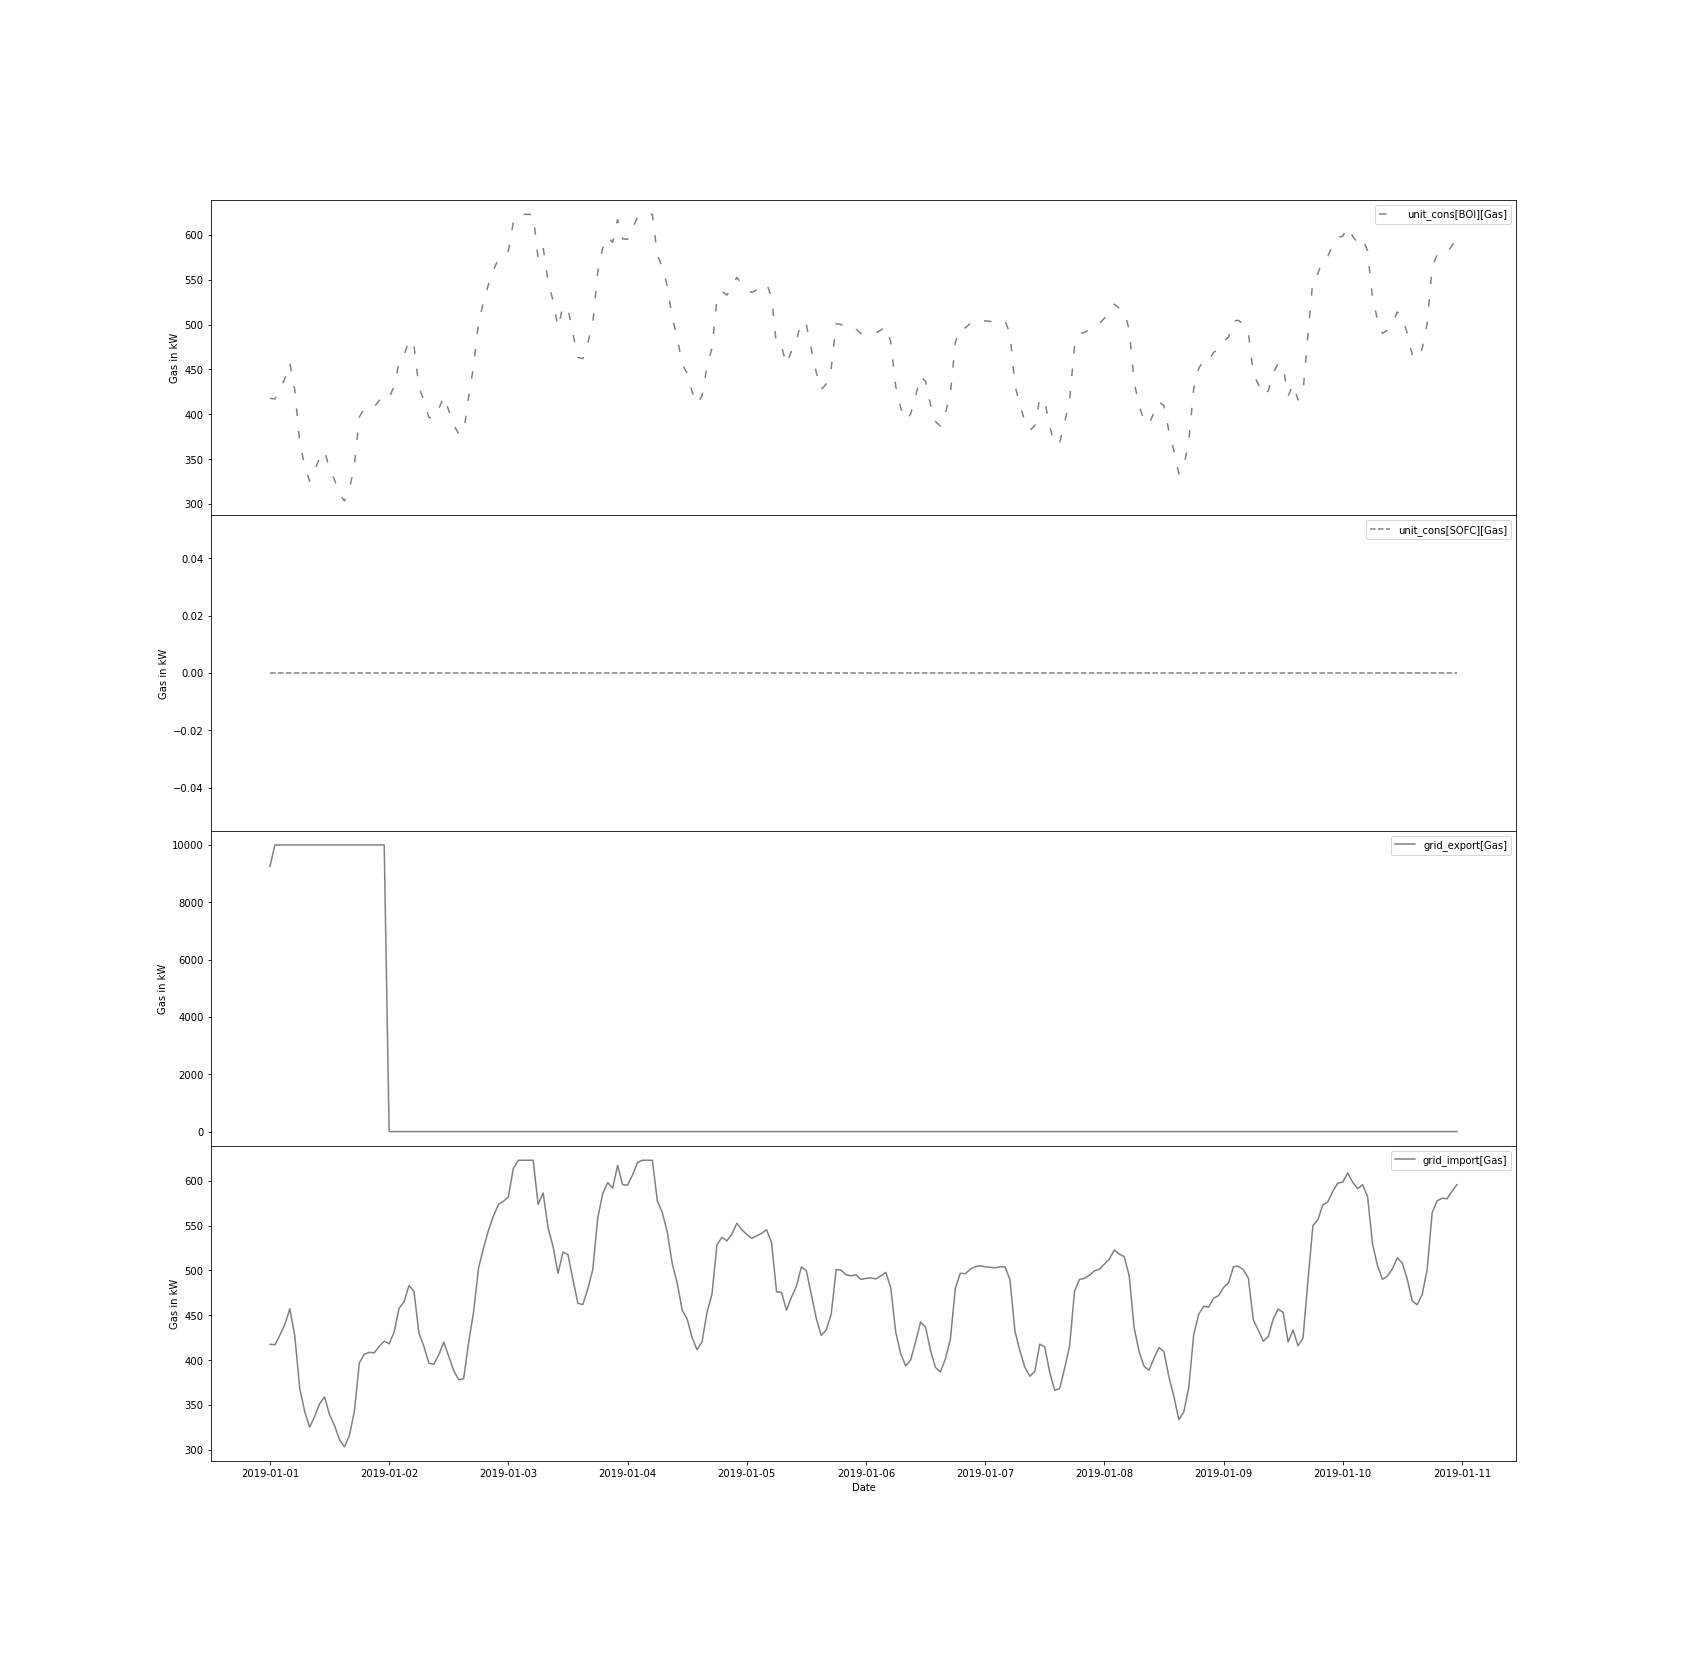 unit_cons[BOI][Gas]
600
550
500
450
400
350
300
Gas in kW
unit_cons[SOFC][Gas]
0.04
0.02
0.00
−0.02
−0.04
Gas in kW
grid_export[Gas]
10000
8000
6000
4000
2000
0
Gas in kW
grid_import[Gas]
600
550
500
450
400
350
300
Gas in kW
2019-01-01 2019-01-02 2019-01-03 2019-01-04 2019-01-05 2019-01-06 2019-01-07 2019-01-08 2019-01-09 2019-01-10 2019-01-11
Date